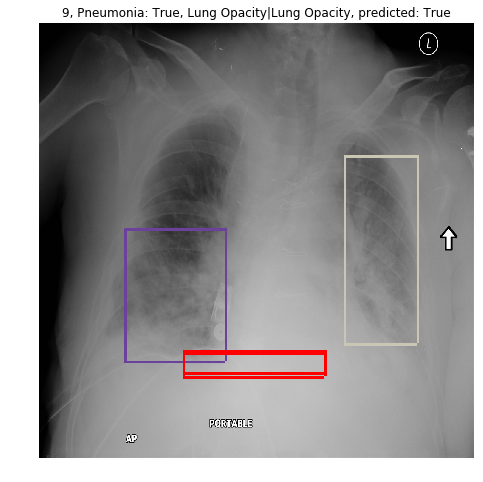 9, Pneumonia: True, Lung Opacity|Lung Opacity, predicted: True
L
PORTABLE
AP